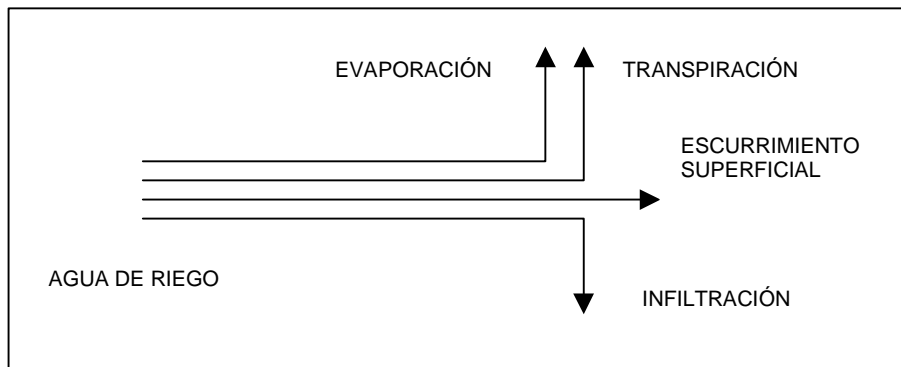 EVAPORACIÓN
TRANSPIRACIÓN
ESCURRIMIENTO
SUPERFICIAL
AGUA DE RIEGO
INFILTRACIÓN